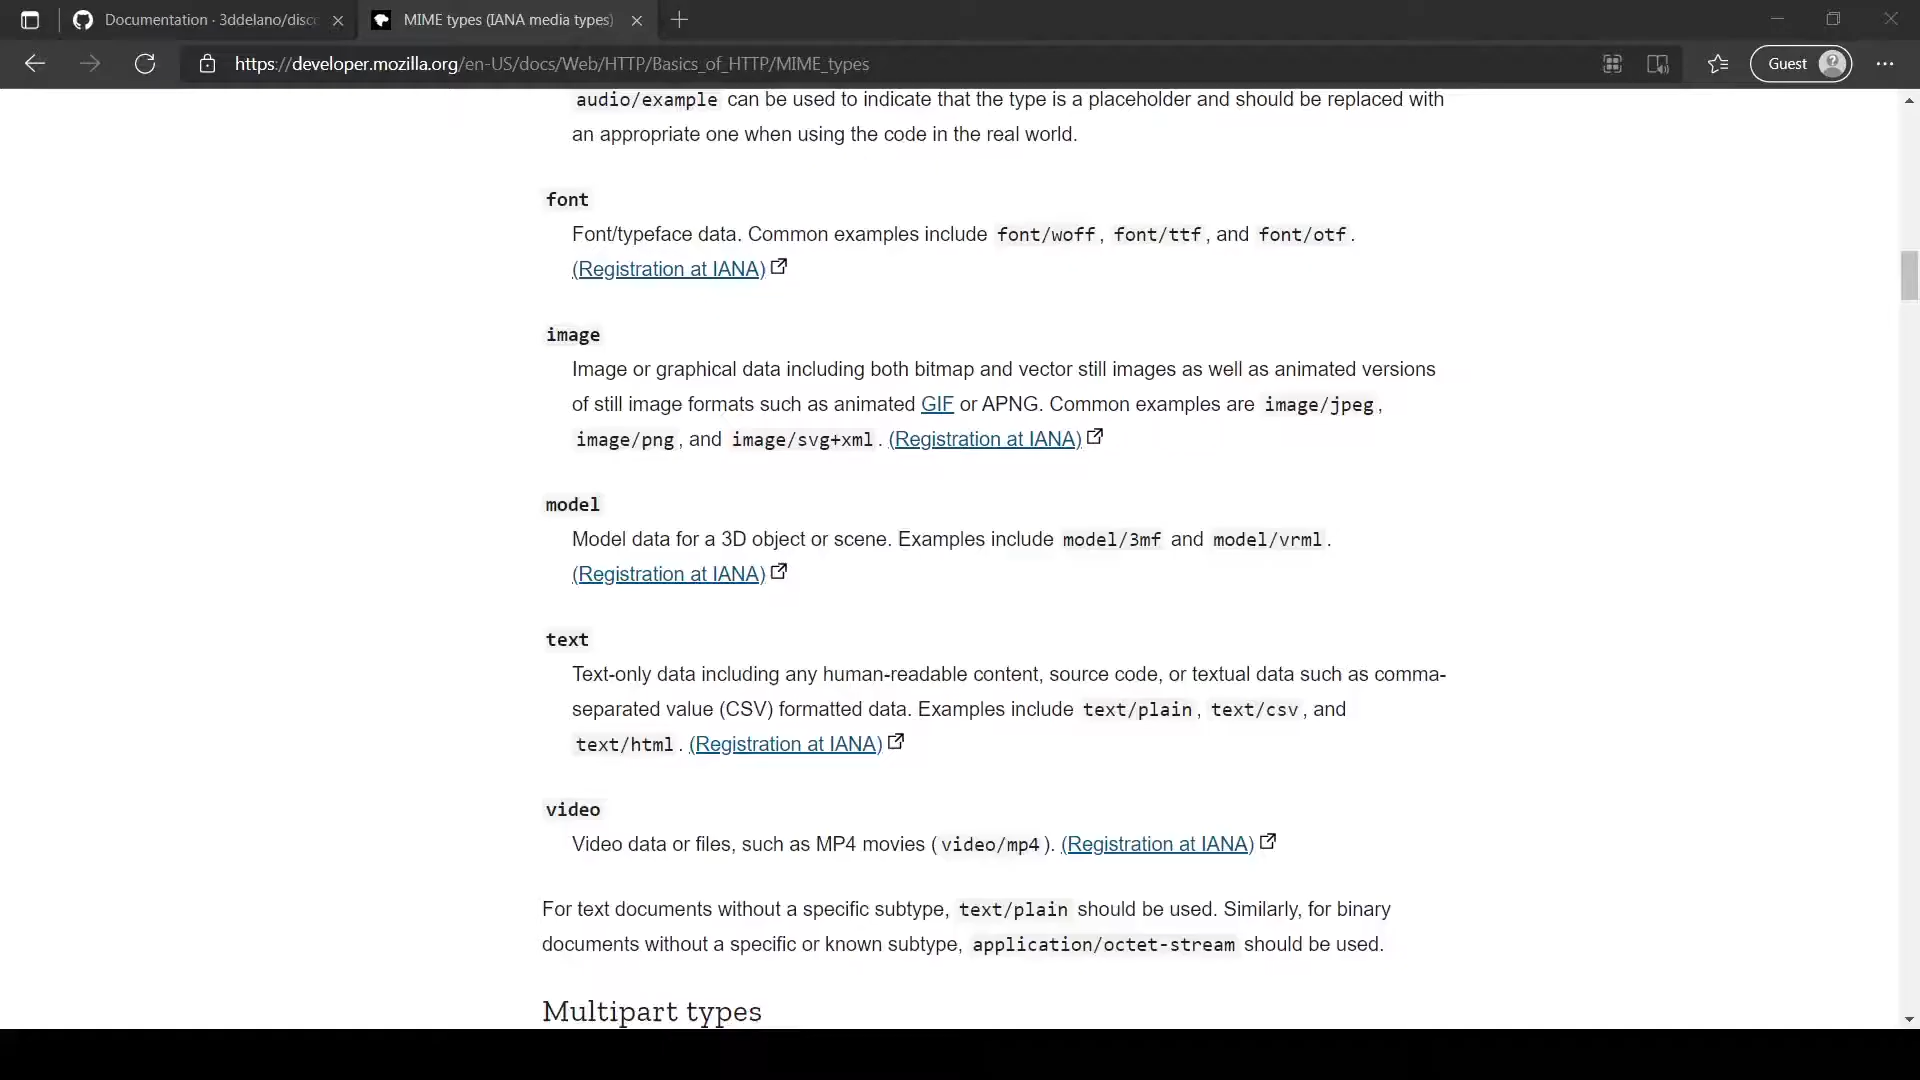 Documentation · 3ddelano/disc
MIME types (IANA media types)
https://developer.mozilla.org/en-US/docs/Web/HTTP/Basics_of_HTTP/MIME_types
Guest
audio/example can be used to indicate that the type is a placeholder and should be replaced with
an appropriate one when using the code in the real world.
font
Font/typeface data. Common examples include font/woff, font/ttf, and font/otf.
(Registration at IANA)
image
Image or graphical data including both bitmap and vector still images as well as animated versions
of still image formats such as animated GIF or APNG. Common examples are image/jpeg,
image/png, and image/svg+xml. (Registration at IANA)
model
Model data for a 3D object or scene. Examples include model/3mf and model/vrml.
(Registration at IANA)
text
Text-only data including any human-readable content, source code, or textual data such as comma-
separated value (CSV) formatted data. Examples include text/plain, text/csv, and
text/html. (Registration at IANA)
video
Video data or files, such as MP4 movies (video/mp4). (Registration at IANA)
For text documents without a specific subtype, text/plain should be used. Similarly, for binary
documents without a specific or known subtype, application/octet-stream should be used.
Multipart types